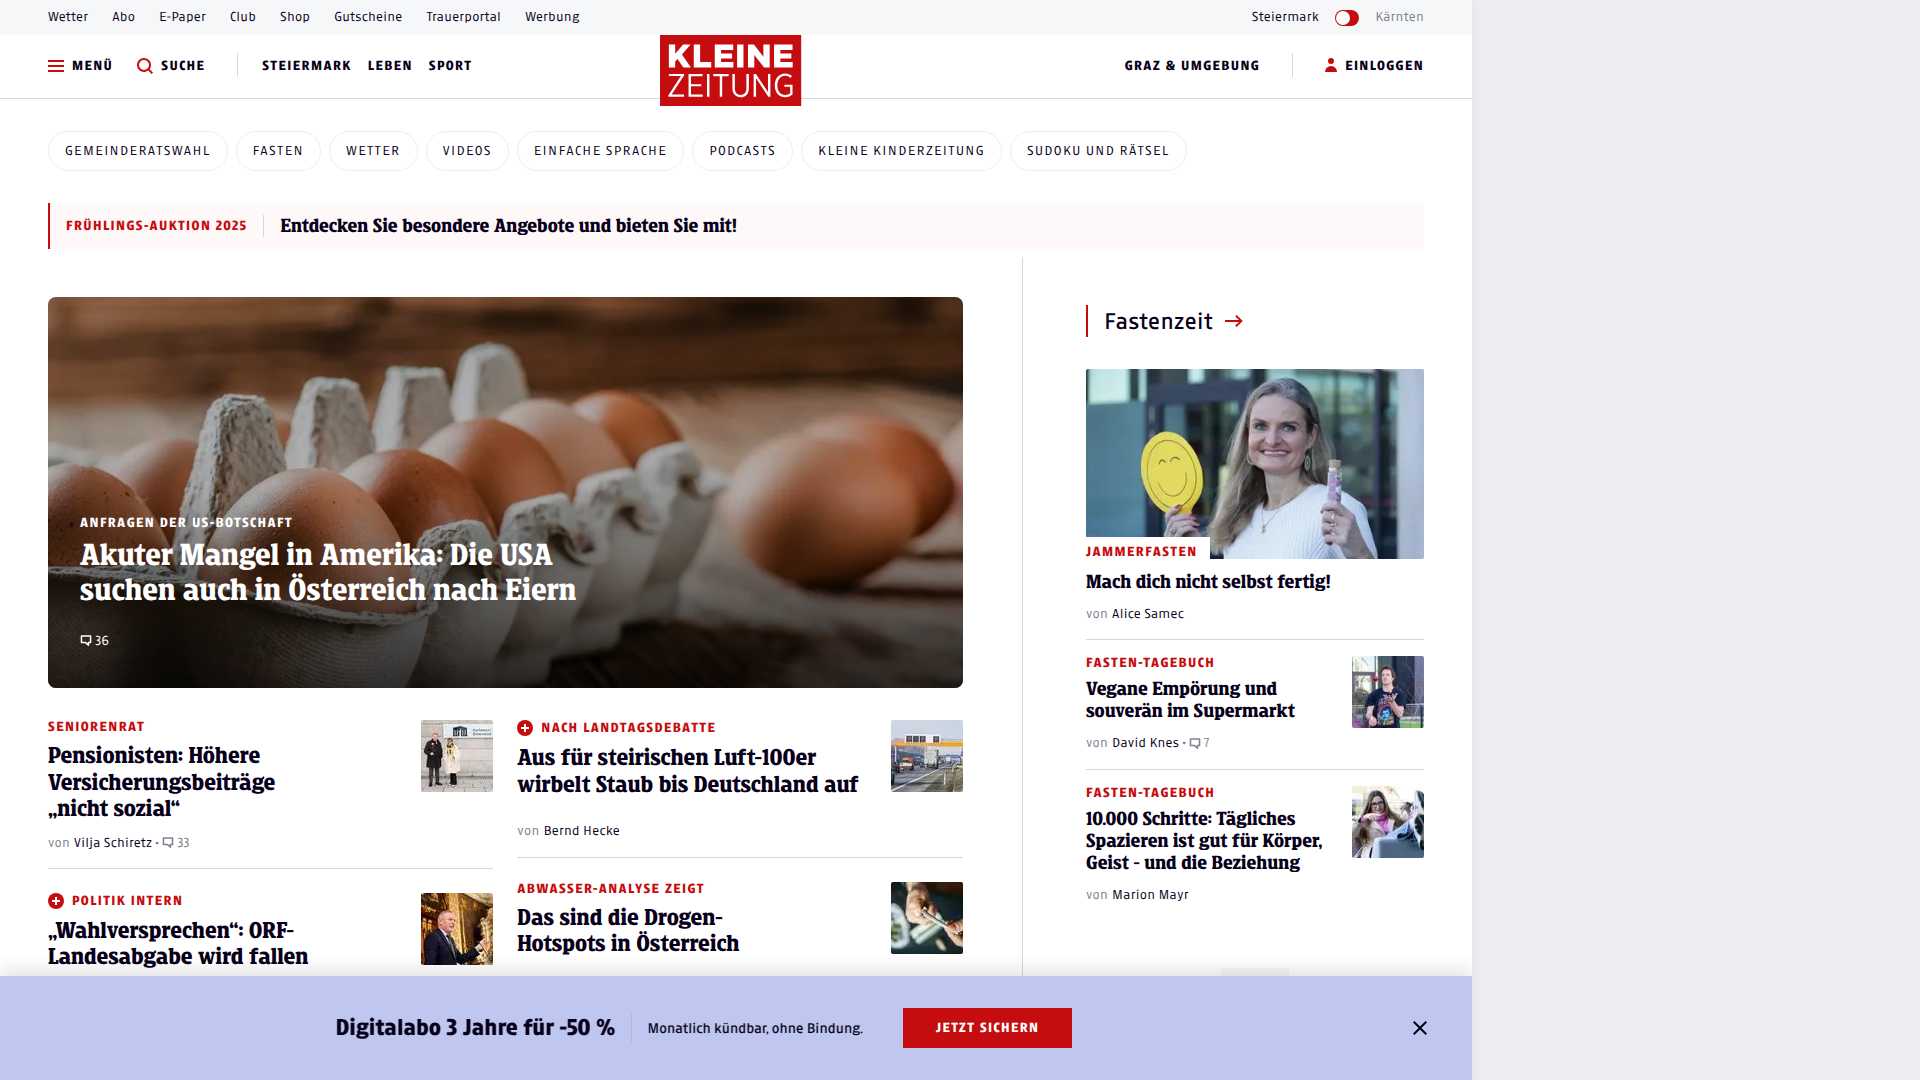 Wetter Abo E-Paper Club Shop Gutscheine Trauerportal Werbung Steiermark Kärnten
MENÜ SUCHE STEIERMARK LEBEN SPORT KLEINE ZEITUNG GRAZ & UMGEBUNG EINLOGGEN
GEMEINDERATSWAHL FASTEN WETTER VIDEOS EINFACHE SPRACHE PODCASTS KLEINE KINDERZEITUNG SUDOKU UND RÄTSEL
FRÜHLINGS-AUKTION 2025 Entdecken Sie besondere Angebote und bieten Sie mit!
ANFRAGEN DER US-BOTSCHAFT
Akuter Mangel in Amerika: Die USA
suchen auch in Österreich nach Eiern
36
SENIORENRAT
Pensionisten: Höhere
Versicherungsbeiträge
„nicht sozial“
von Vilja Schiretz · 33
POLITIK INTERN
„Wahlversprechen“: ORF-
Landesabgabe wird fallen
NACH LANDTAGSDEBATTE
Aus für steirischen Luft-100er
wirbelt Staub bis Deutschland auf
von Bernd Hecke
ABWASSER-ANALYSE ZEIGT
Das sind die Drogen-
Hotspots in Österreich
Fastenzeit
JAMMERFASTEN
Mach dich nicht selbst fertig!
von Alice Samec
FASTEN-TAGEBUCH
Vegane Empörung und
souverän im Supermarkt
von David Knes · 7
FASTEN-TAGEBUCH
10.000 Schritte: Tägliches
Spazieren ist gut für Körper,
Geist - und die Beziehung
von Marion Mayr
Digitalabo 3 Jahre für -50 % Monatlich kündbar, ohne Bindung. JETZT SICHERN